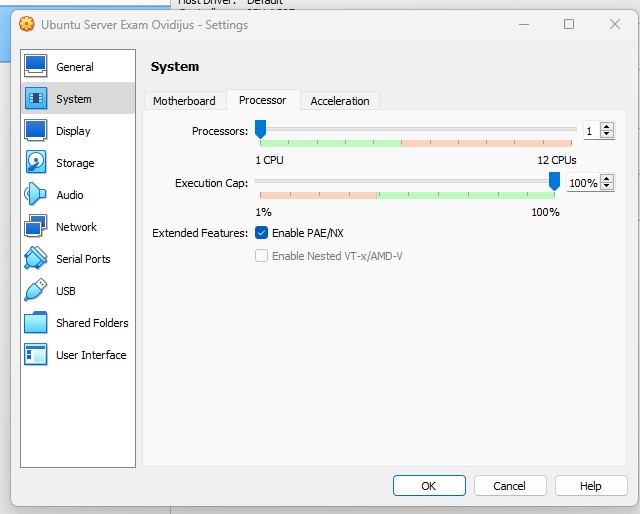 Default
Ubuntu Server Exam Ovidijus - Settings
General
System
Display
Storage
Audio
Network
Serial Ports
USB
Shared Folders
User Interface
System
Motherboard Processor Acceleration
Processors: 1
1 CPU 12 CPUs
Execution Cap: 100%
1% 100%
Extended Features: Enable PAE/NX
Enable Nested VT-x/AMD-V
OK Cancel Help